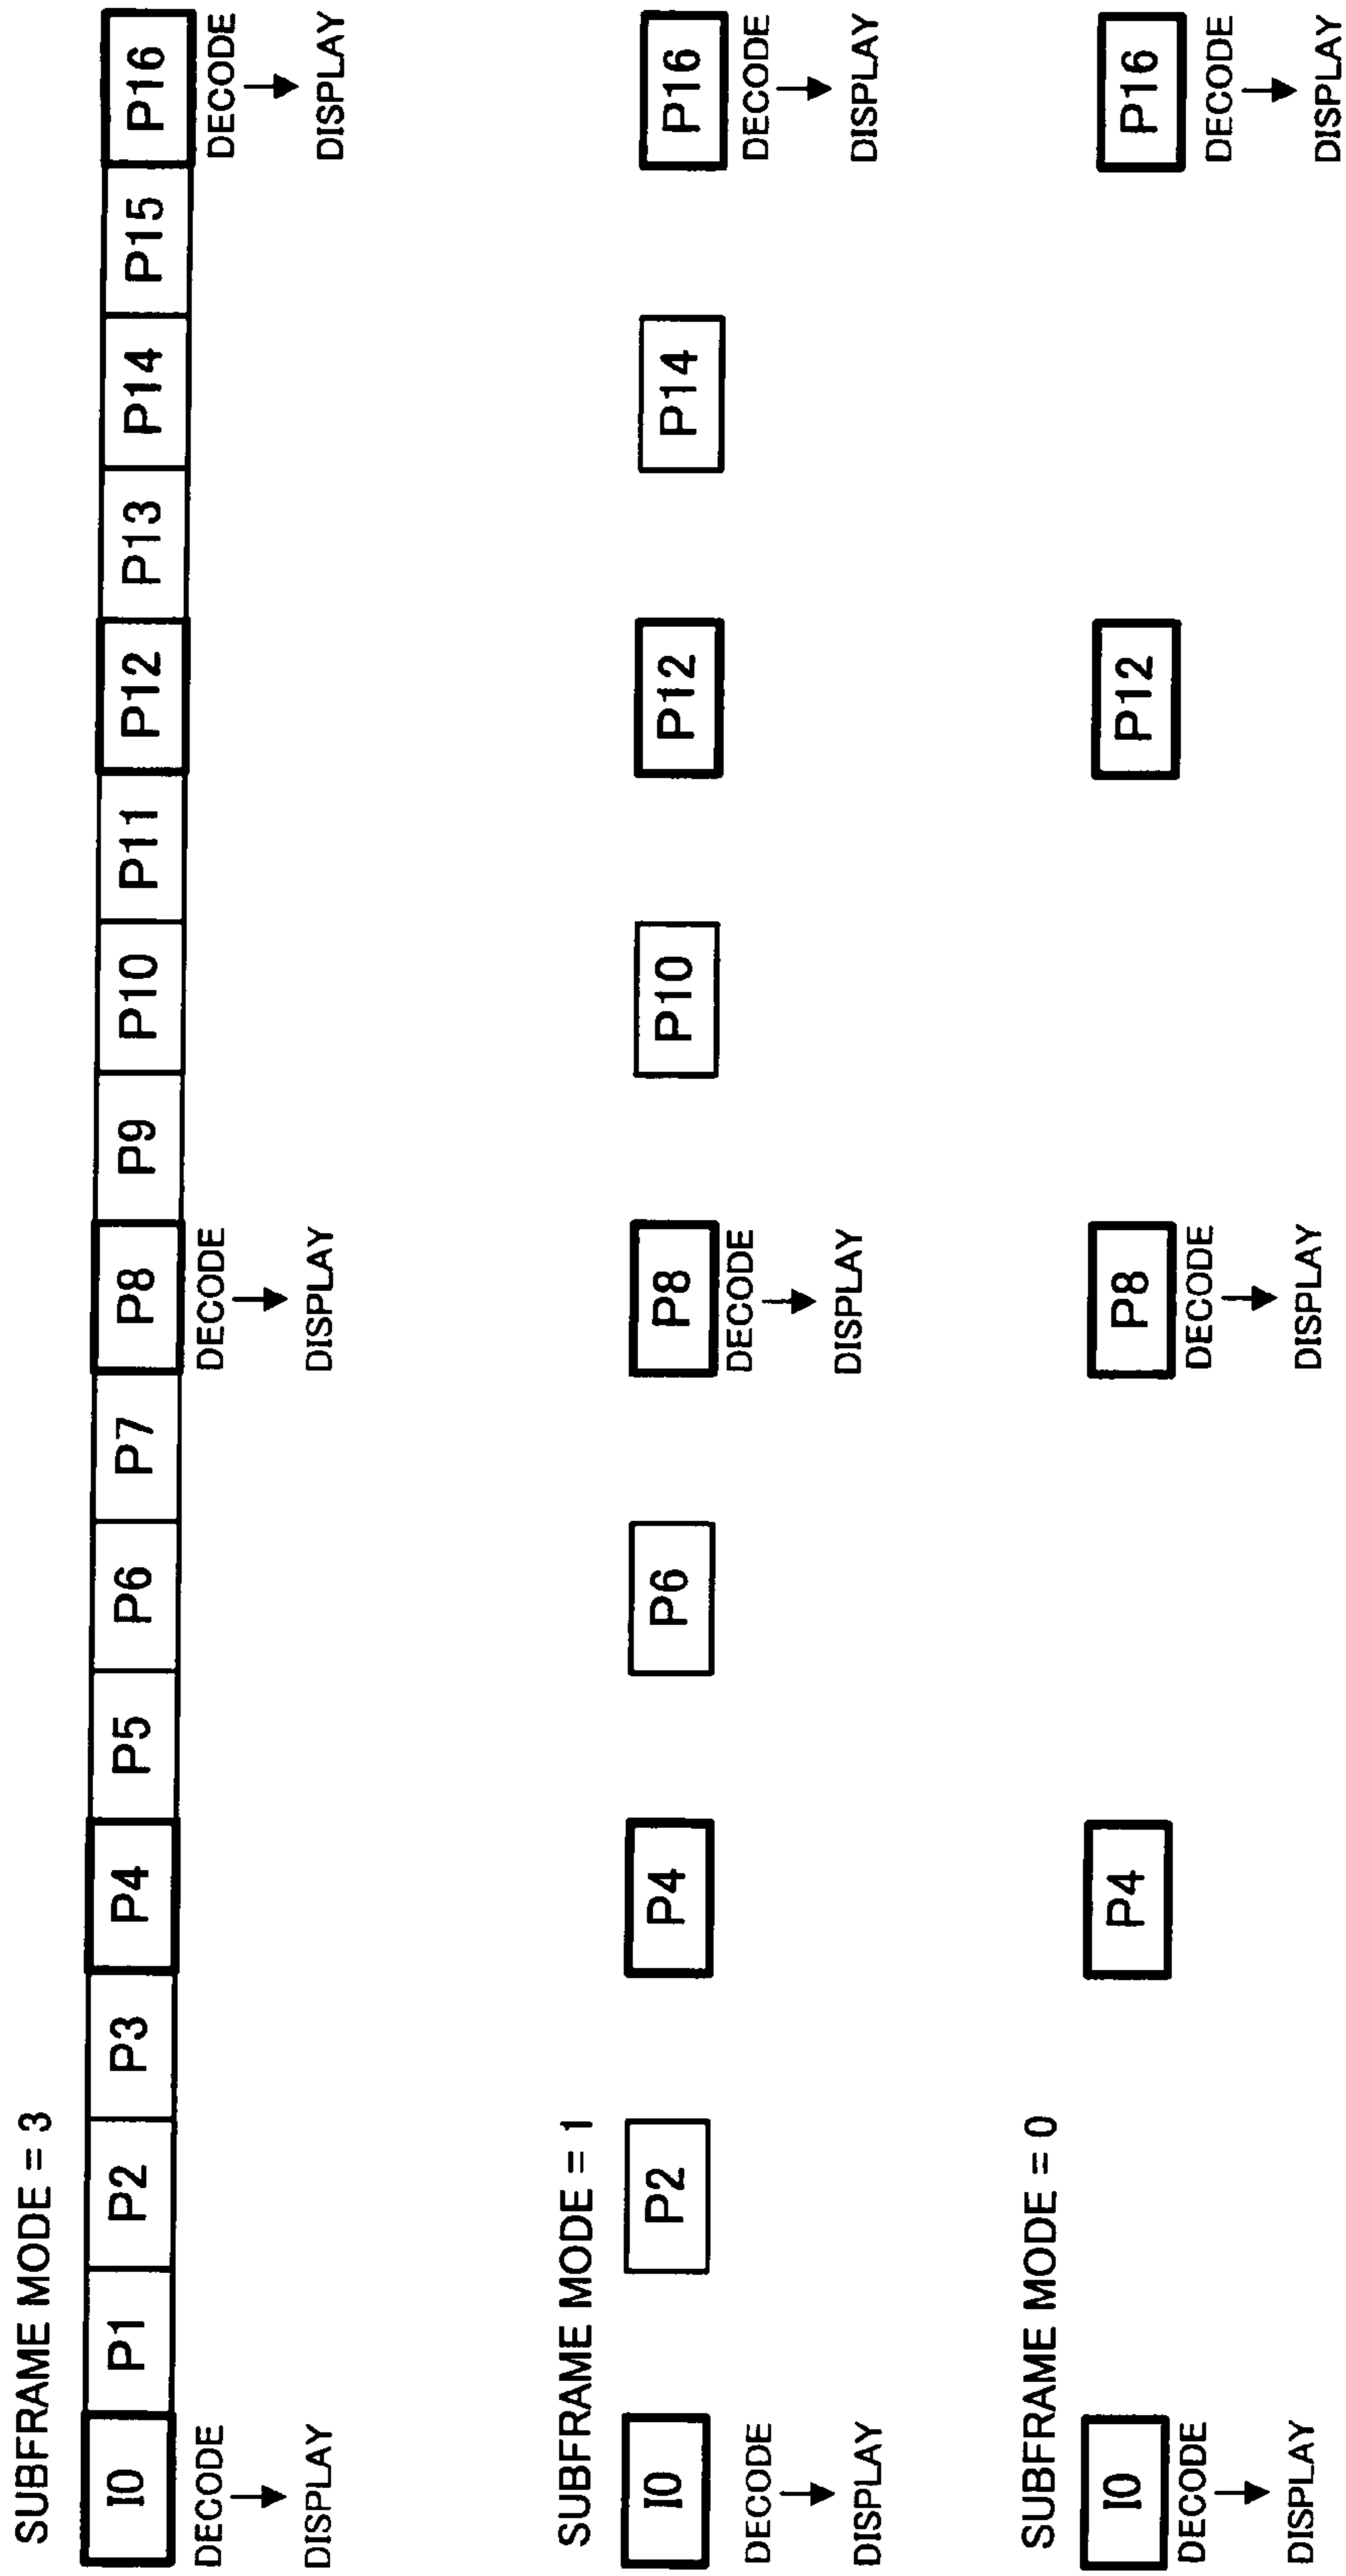 SUBFRAME MODE = 3
I0 P1 P2 P3 P4 P5 P6 P7 P8 P9 P10 P11 P12 P13 P14 P15 P16
DECODE DECODE DECODE
DISPLAY DISPLAY DISPLAY
SUBFRAME MODE = 1
I0 P2 P4 P6 P8 P10 P12 P14 P16
DECODE DECODE DECODE
DISPLAY DISPLAY DISPLAY
SUBFRAME MODE = 0
I0 P4 P8 P12 P16
DECODE DECODE DECODE
DISPLAY DISPLAY DISPLAY